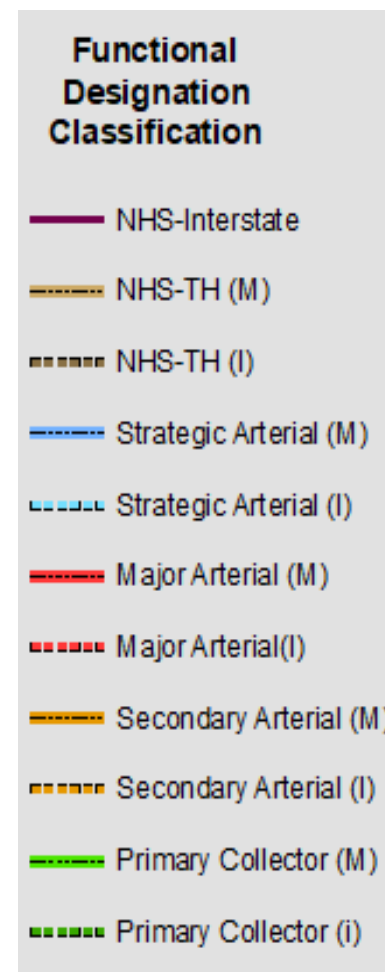 Functional
Designation
Classification
NHS-Interstate
NHS-TH (M)
NHS-TH (I)
Strategic Arterial (M)
Strategic Arterial (I)
Major Arterial (M)
Major Arterial(I)
Secondary Arterial (M)
Secondary Arterial (I)
Primary Collector (M)
Primary Collector (i)